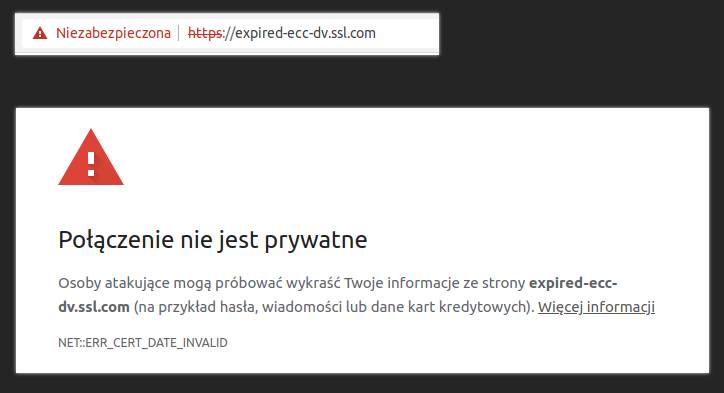 Niezabezpieczona | https://expired-ecc-dv.ssl.com
Połączenie nie jest prywatne
Osoby atakujące mogą próbować wykraść Twoje informacje ze strony expired-ecc-
dv.ssl.com (na przykład hasła, wiadomości lub dane kart kredytowych). Więcej informacji
NET::ERR_CERT_DATE_INVALID